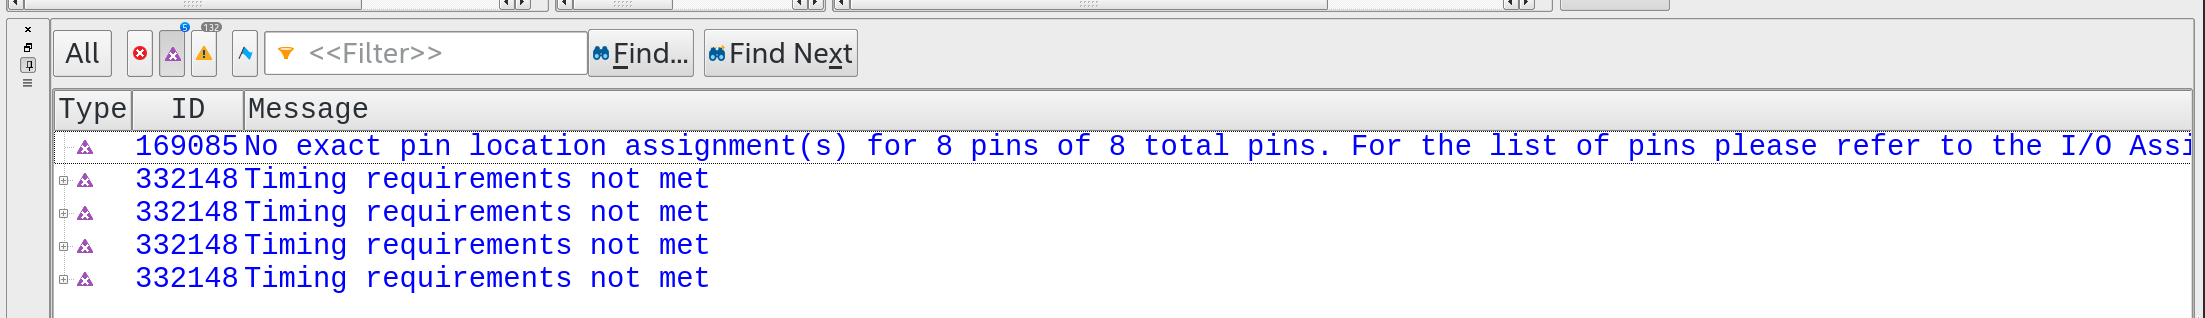 5 132
All <<Filter>> Find... Find Next
Type ID Message
169085 No exact pin location assignment(s) for 8 pins of 8 total pins. For the list of pins please refer to the I/O Assi
332148 Timing requirements not met
332148 Timing requirements not met
332148 Timing requirements not met
332148 Timing requirements not met